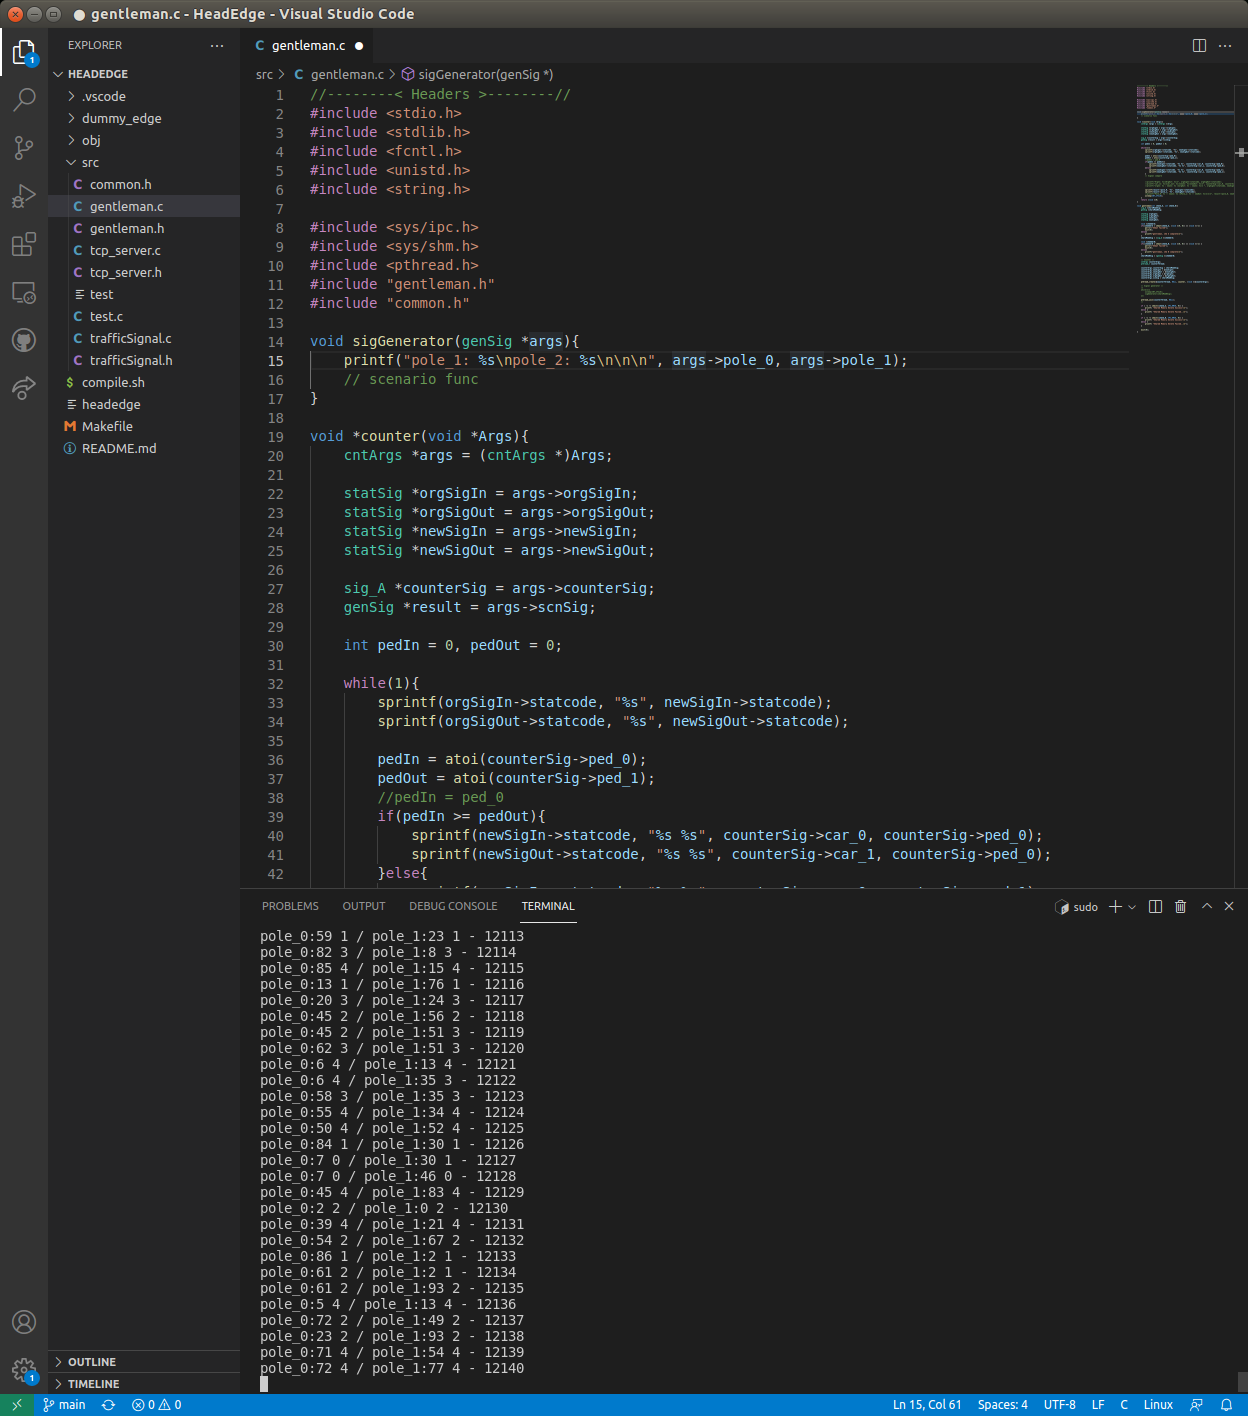 gentleman.c - HeadEdge - Visual Studio Code
EXPLORER
HEADEDGE
.vscode
dummy_edge
obj
src
common.h
gentleman.c
gentleman.h
tcp_server.c
tcp_server.h
test
test.c
trafficSignal.c
trafficSignal.h
compile.sh
headedge
Makefile
README.md
OUTLINE
TIMELINE
gentleman.c
src > gentleman.c > sigGenerator(genSig *)
1 //--------< Headers >--------//
2 #include <stdio.h>
3 #include <stdlib.h>
4 #include <fcntl.h>
5 #include <unistd.h>
6 #include <string.h>
7
8 #include <sys/ipc.h>
9 #include <sys/shm.h>
10 #include <pthread.h>
11 #include "gentleman.h"
12 #include "common.h"
13
14 void sigGenerator(genSig *args){
15 printf("pole_1: %s\npole_2: %s\n\n\n", args->pole_0, args->pole_1);
16 // scenario func
17 }
18
19 void *counter(void *Args){
20 cntArgs *args = (cntArgs *)Args;
21
22 statSig *orgSigIn = args->orgSigIn;
23 statSig *orgSigOut = args->orgSigOut;
24 statSig *newSigIn = args->newSigIn;
25 statSig *newSigOut = args->newSigOut;
26
27 sig_A *counterSig = args->counterSig;
28 genSig *result = args->scnSig;
29
30 int pedIn = 0, pedOut = 0;
31
32 while(1){
33 sprintf(orgSigIn->statcode, "%s", newSigIn->statcode);
34 sprintf(orgSigOut->statcode, "%s", newSigOut->statcode);
35
36 pedIn = atoi(counterSig->ped_0);
37 pedOut = atoi(counterSig->ped_1);
38 //pedIn = ped_0
39 if(pedIn >= pedOut){
40 sprintf(newSigIn->statcode, "%s %s", counterSig->car_0, counterSig->ped_0);
41 sprintf(newSigOut->statcode, "%s %s", counterSig->car_1, counterSig->ped_0);
42 }else{
PROBLEMS OUTPUT DEBUG CONSOLE TERMINAL sudo
pole_0:59 1 / pole_1:23 1 - 12113
pole_0:82 3 / pole_1:8 3 - 12114
pole_0:85 4 / pole_1:15 4 - 12115
pole_0:13 1 / pole_1:76 1 - 12116
pole_0:20 3 / pole_1:24 3 - 12117
pole_0:45 2 / pole_1:56 2 - 12118
pole_0:45 2 / pole_1:51 3 - 12119
pole_0:62 3 / pole_1:51 3 - 12120
pole_0:6 4 / pole_1:13 4 - 12121
pole_0:6 4 / pole_1:35 3 - 12122
pole_0:58 3 / pole_1:35 3 - 12123
pole_0:55 4 / pole_1:34 4 - 12124
pole_0:50 4 / pole_1:52 4 - 12125
pole_0:84 1 / pole_1:30 1 - 12126
pole_0:7 0 / pole_1:30 1 - 12127
pole_0:7 0 / pole_1:46 0 - 12128
pole_0:45 4 / pole_1:83 4 - 12129
pole_0:2 2 / pole_1:0 2 - 12130
pole_0:39 4 / pole_1:21 4 - 12131
pole_0:54 2 / pole_1:67 2 - 12132
pole_0:86 1 / pole_1:2 1 - 12133
pole_0:61 2 / pole_1:2 1 - 12134
pole_0:61 2 / pole_1:93 2 - 12135
pole_0:5 4 / pole_1:13 4 - 12136
pole_0:72 2 / pole_1:49 2 - 12137
pole_0:23 2 / pole_1:93 2 - 12138
pole_0:71 4 / pole_1:54 4 - 12139
pole_0:72 4 / pole_1:77 4 - 12140
main 0 0 Ln 15, Col 61 Spaces: 4 UTF-8 LF C Linux